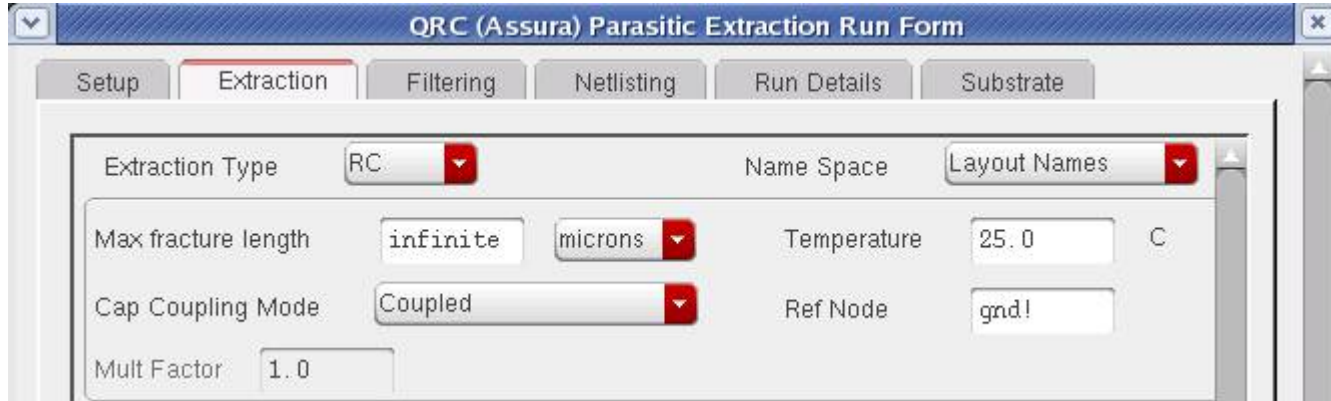 QRC (Assura) Parasitic Extraction Run Form
Setup Extraction Filtering Netlisting Run Details Substrate
Extraction Type RC Name Space Layout Names
Max fracture length infinite microns Temperature 25.0 C
Cap Coupling Mode Coupled Ref Node gnd!
Mult Factor 1.0